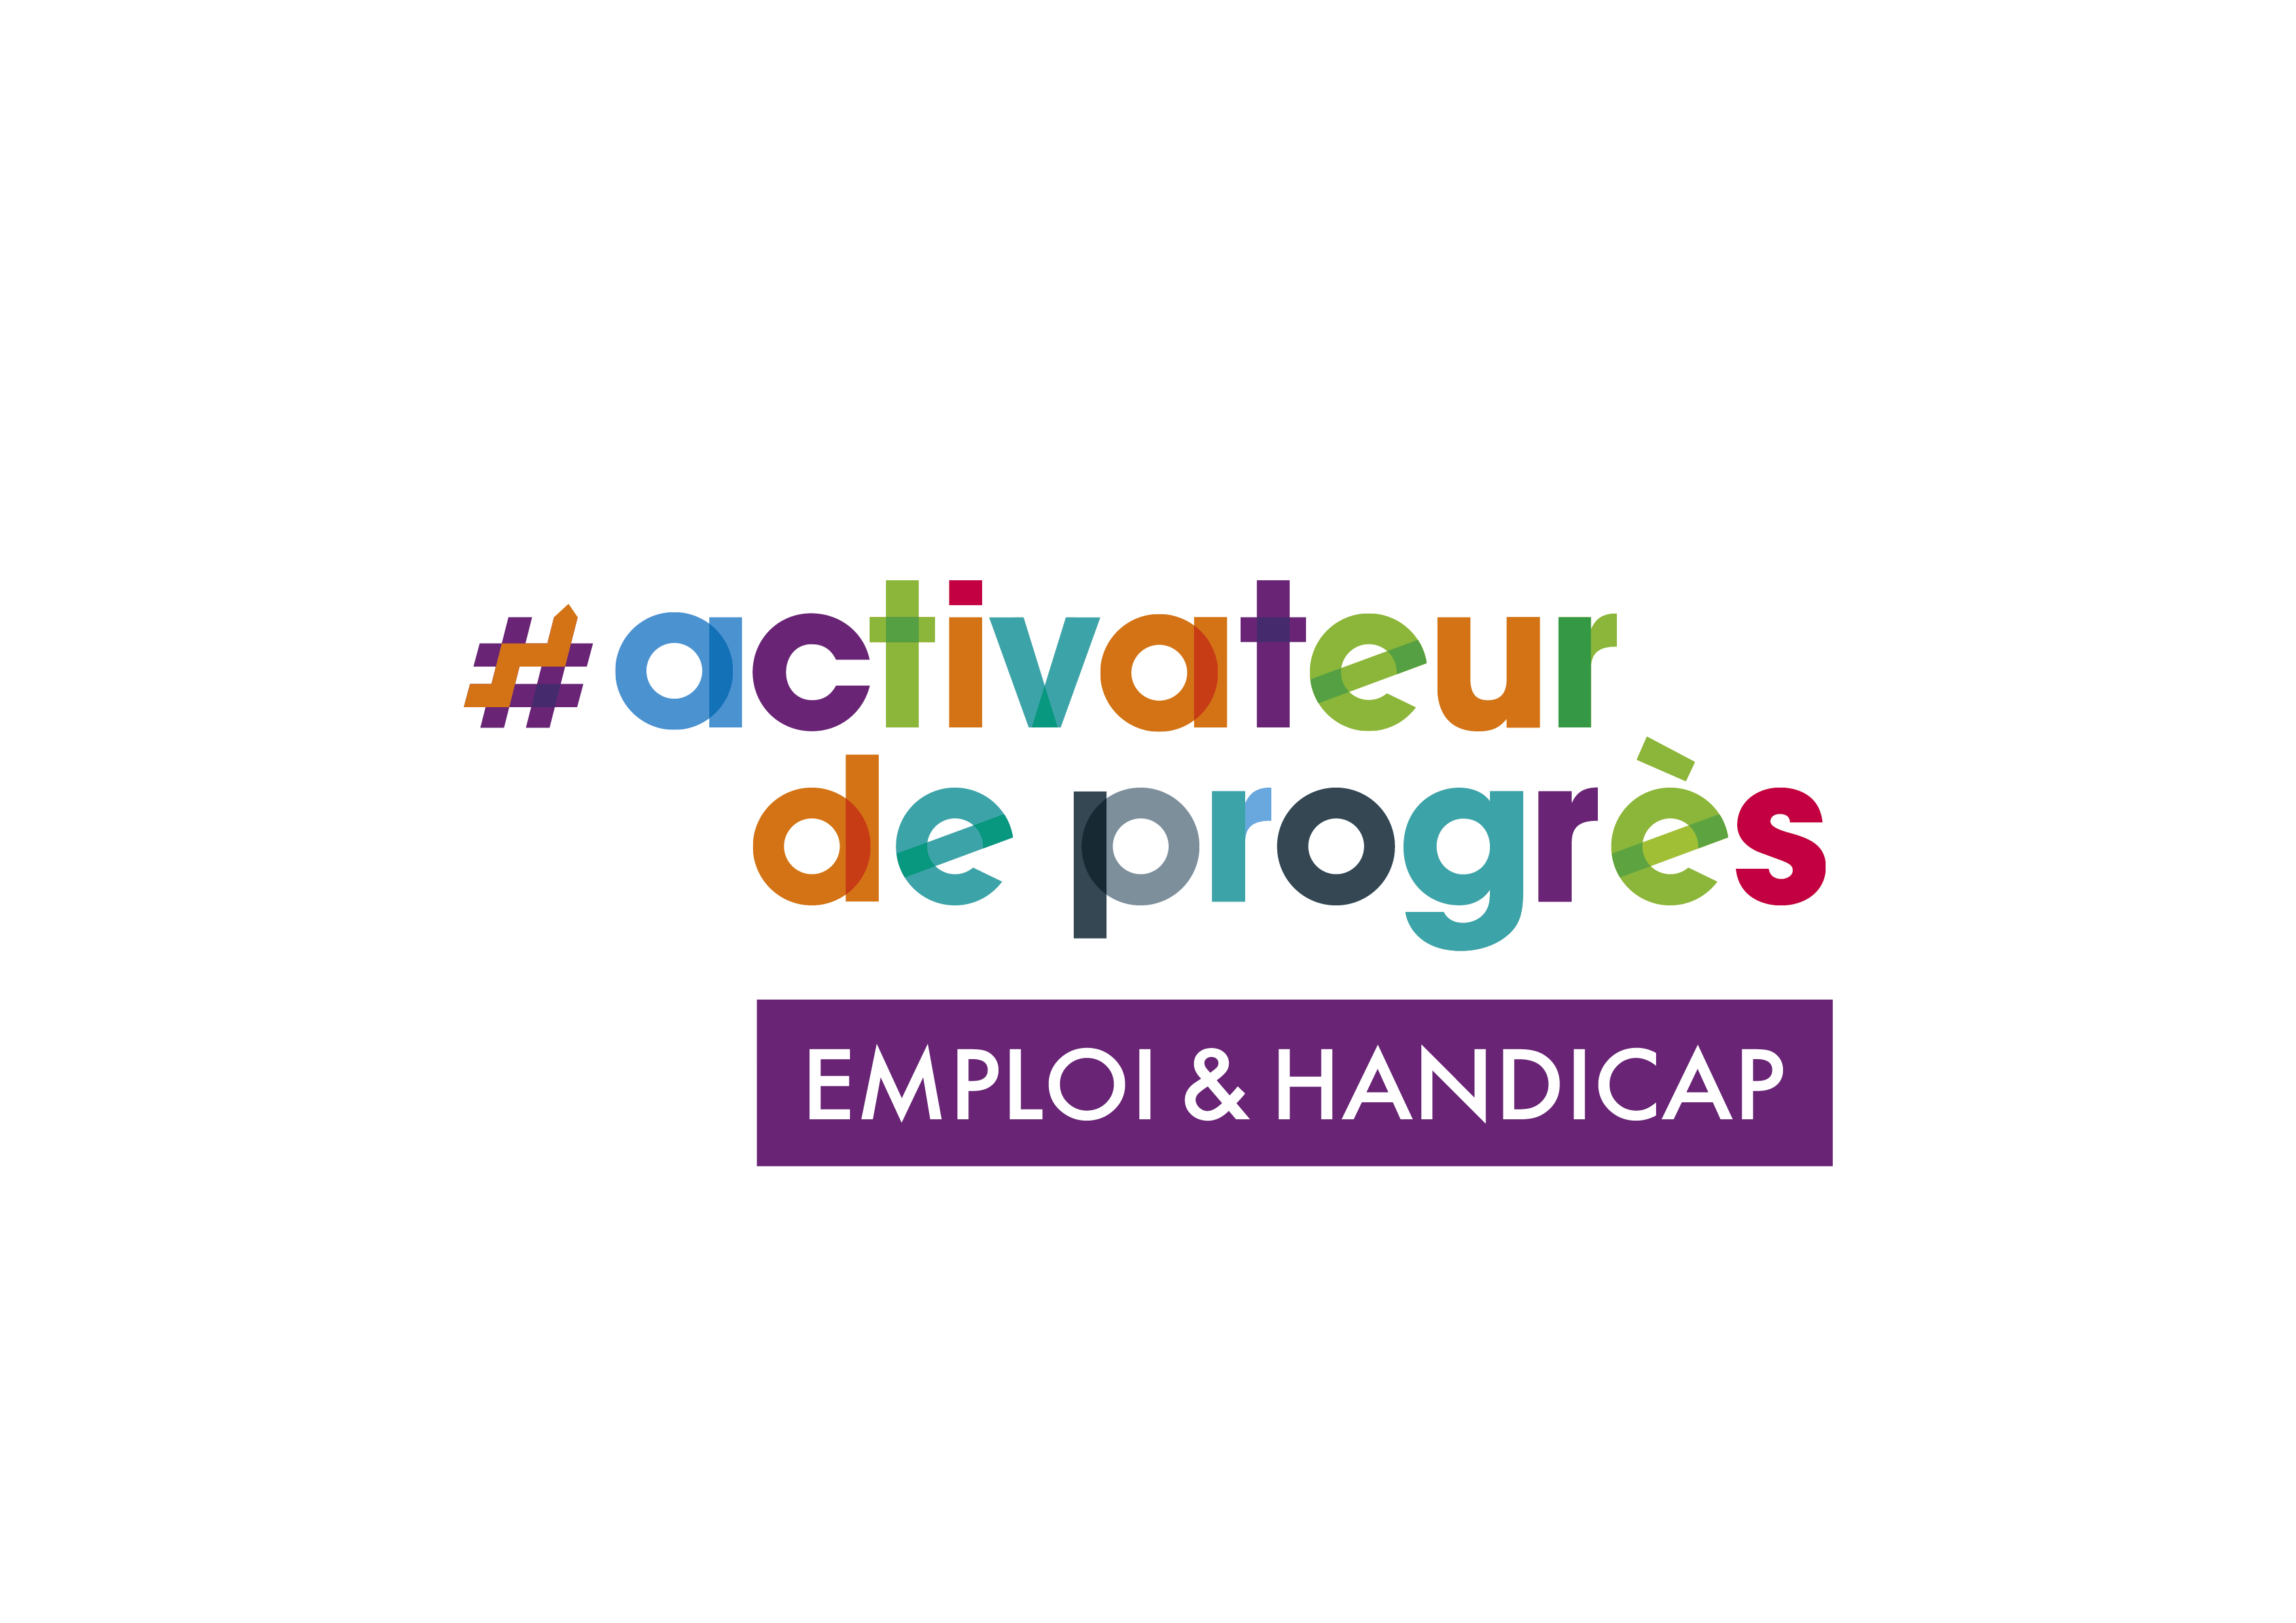 #activateur
de progrès
EMPLOI & HANDICAP